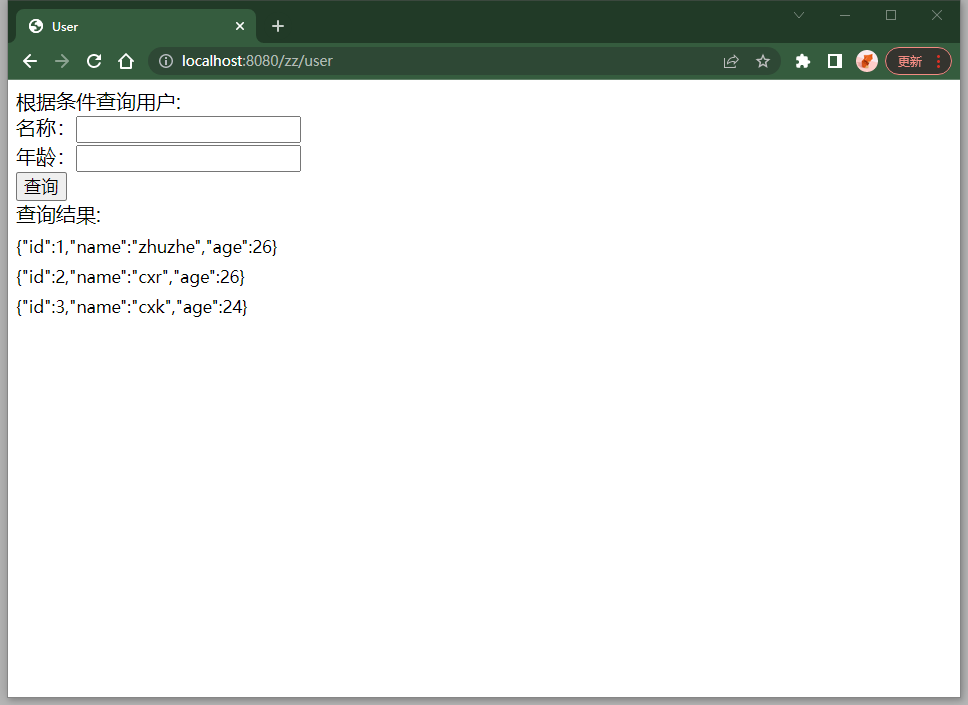 User
localhost:8080/zz/user
更新
根据条件查询用户:
名称：
年龄：
查询
查询结果:
{"id":1,"name":"zhuzhe","age":26}
{"id":2,"name":"cxr","age":26}
{"id":3,"name":"cxk","age":24}